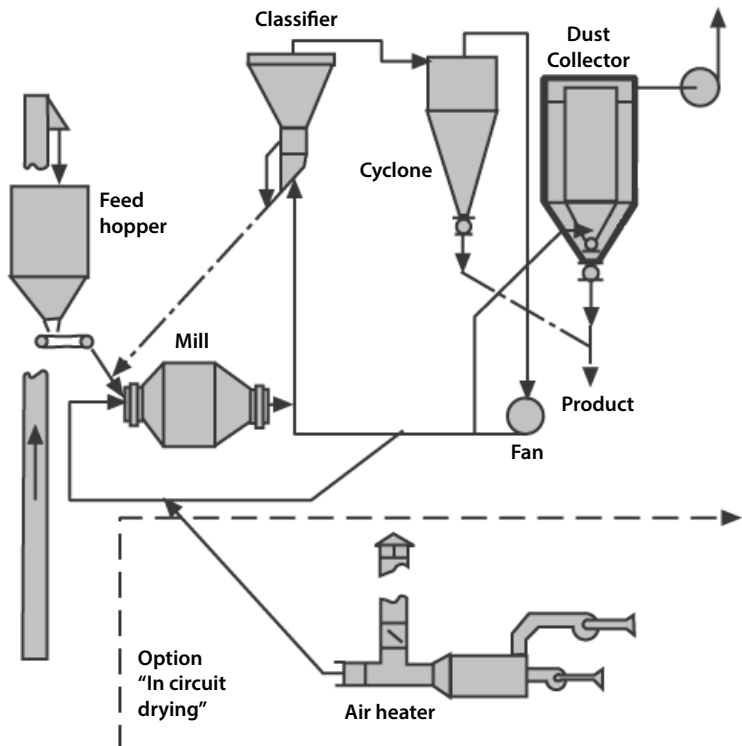 Classifier
Dust
Collector
Cyclone
Feed
hopper
Mill
Product
Fan
Option
“In circuit
drying”
Air heater